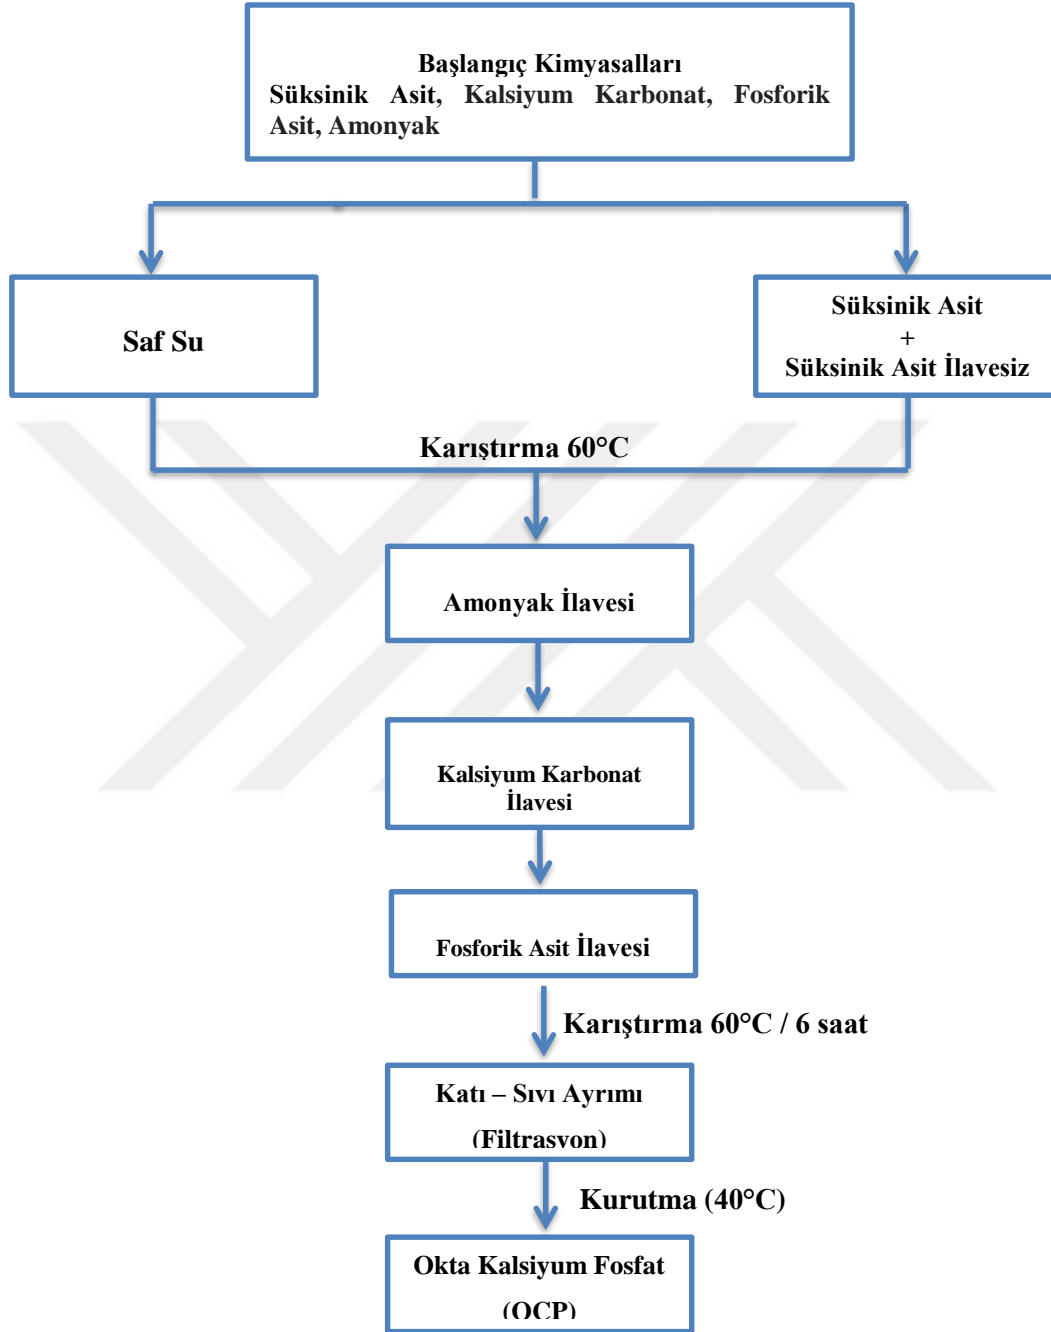 Başlangıç Kimyasalları
Süksinik Asit, Kalsiyum Karbonat, Fosforik
Asit, Amonyak
Saf Su
Süksinik Asit
+
Süksinik Asit İlavesiz
Karıştırma 60°C
Amonyak İlavesi
Kalsiyum Karbonat
İlavesi
Fosforik Asit İlavesi
Karıştırma 60°C / 6 saat
Katı – Sıvı Ayrımı
(Filtrasyon)
Kurutma (40°C)
Okta Kalsiyum Fosfat
(OCP)